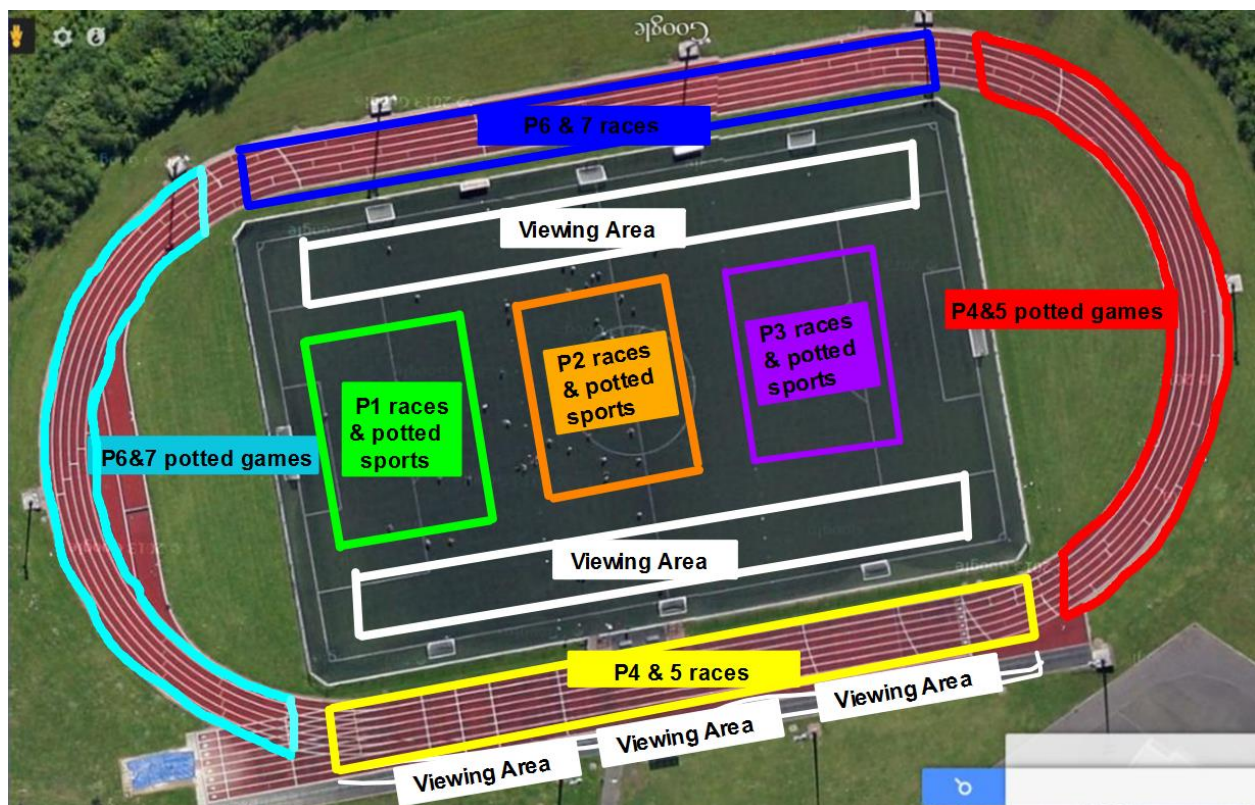 Google
P6 & 7 races
Viewing Area
P4&5 potted games
P3 races
& potted
sports
P2 races
& potted
sports
P1 races
& potted
sports
P6&7 potted games
Viewing Area
P4 & 5 races
Viewing Area
Viewing Area
Viewing Area